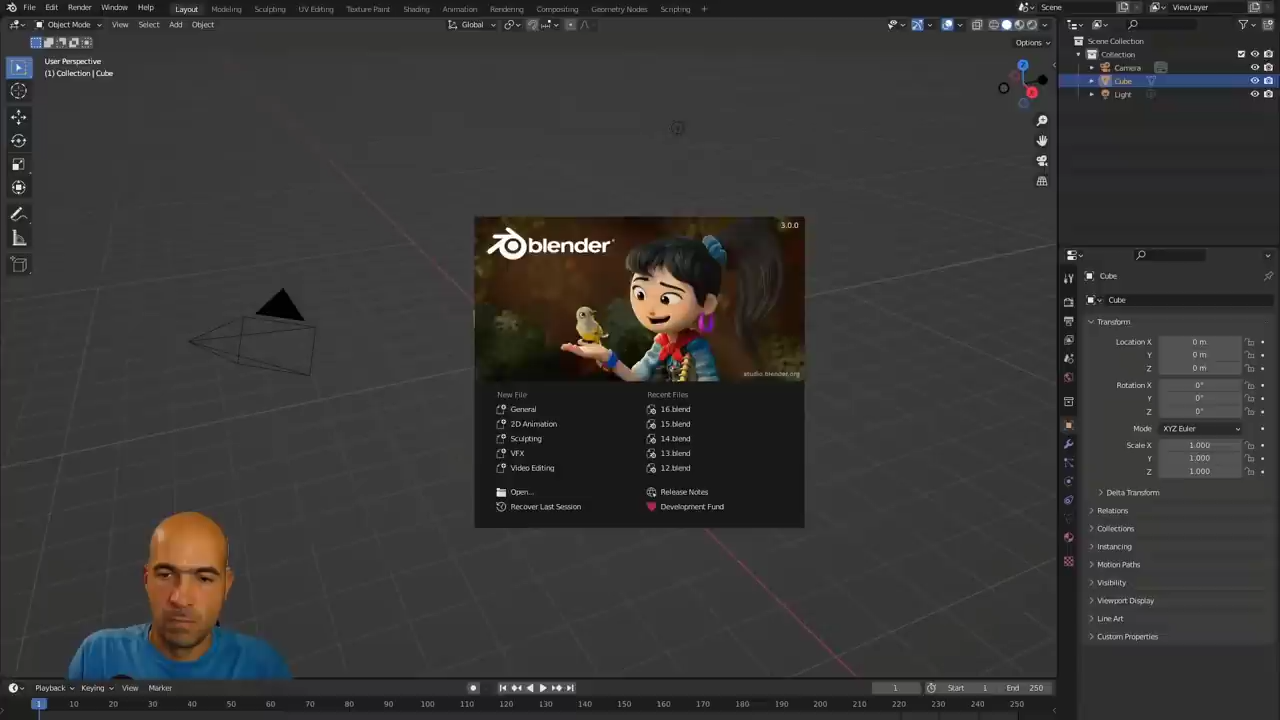 File Edit Render Window Help Layout Modeling Sculpting UV Editing Texture Paint Shading Animation Rendering Compositing Geometry Nodes Scripting + Scene ViewLayer
Object Mode View Select Add Object Global
Options
User Perspective
(1) Collection | Cube
Scene Collection
Collection
Camera
Cube
Light
Z
X
blender
3.0.0
studio.blender.org
New File
General
2D Animation
Sculpting
VFX
Video Editing
Open...
Recover Last Session
Recent Files
16.blend
15.blend
14.blend
13.blend
12.blend
Release Notes
Development Fund
Cube
Cube
Transform
Location X 0 m
Y 0 m
Z 0 m
Rotation X 0°
Y 0°
Z 0°
Mode XYZ Euler
Scale X 1.000
Y 1.000
Z 1.000
Delta Transform
Relations
Collections
Instancing
Motion Paths
Visibility
Viewport Display
Line Art
Custom Properties
Playback Keying View Marker 1 Start 1 End 250
1 10 20 30 40 50 60 70 80 90 100 110 120 130 140 150 160 170 180 190 200 210 220 230 240 250